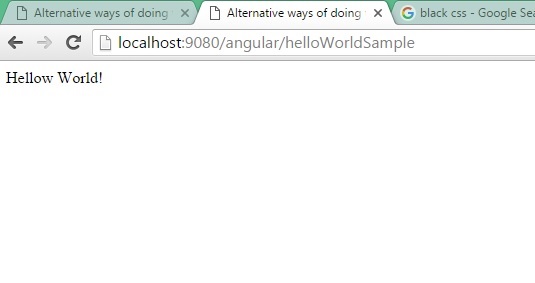 Alternative ways of doing
Alternative ways of doing
black css - Google Sea
localhost:9080/angular/helloWorldSample
Hellow World!